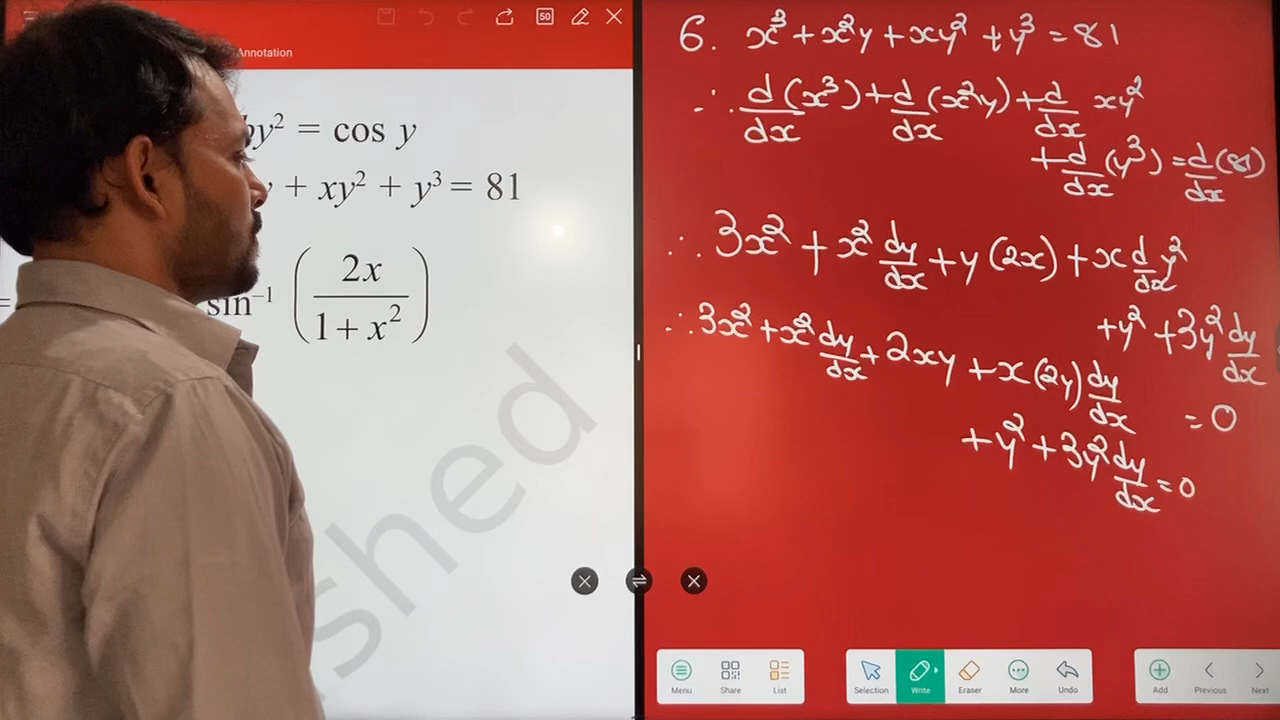 Annotation
50
y² = cos y
+ xy² + y³ = 81
=
sin⁻¹ (2x / 1 + x²)
shed
6. x³ + x²y + xy² + y³ = 81
∴ d/dx (x³) + d/dx (x²y) + d/dx xy²
+ d/dx (y³) = d/dx (81)
∴ 3x² + x² dy/dx + y (2x) + x d/dx y²
+ y² + 3y² dy/dx
= 0
∴ 3x² + x² dy/dx + 2xy + x (2y) dy/dx
+ y² + 3y² dy/dx = 0
Menu
Share
List
Selection
Write
Eraser
More
Undo
Add
Previous
Next